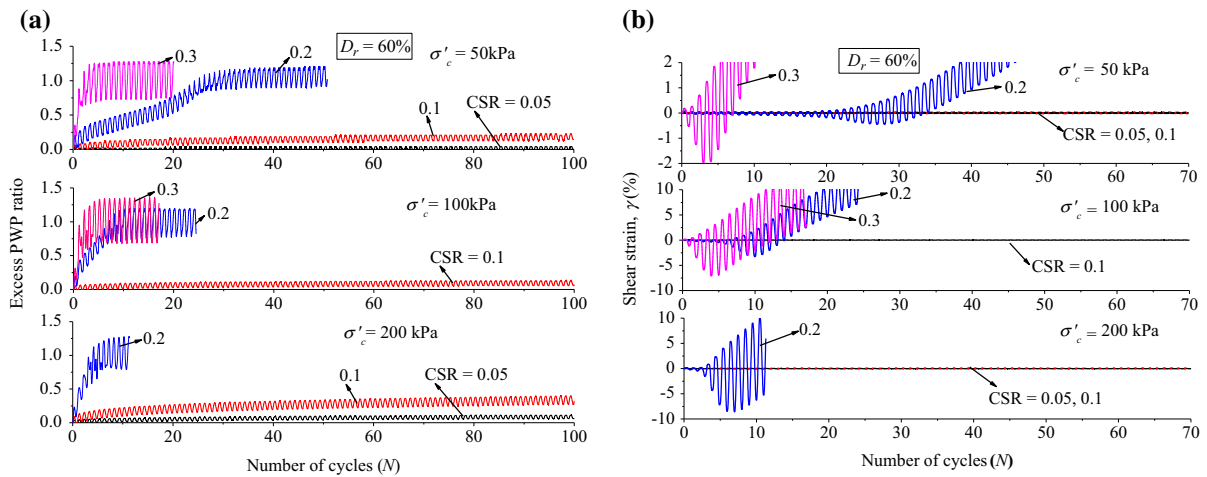 (a)
1.5
1.0
0.5
0.0
0.3
0.2
D_r = 60%
σ'_c = 50kPa
0.1
CSR = 0.05
0 20 40 60 80 100
1.5
1.0
0.5
0.0
0.3
0.2
σ'_c = 100kPa
CSR = 0.1
0 20 40 60 80 100
1.5
1.0
0.5
0.0
0.2
σ'_c = 200 kPa
0.1
CSR = 0.05
0 20 40 60 80 100
Excess PWP ratio
Number of cycles (N)
(b)
2
1
0
-1
2
0.3
D_r = 60%
0.2
σ'_c = 50 kPa
CSR = 0.05, 0.1
0 10 20 30 40 50 60 70
10
5
0
-5
-10
0.2
0.3
σ'_c = 100 kPa
CSR = 0.1
0 10 20 30 40 50 60 70
10
5
0
-5
-10
0.2
σ'_c = 200 kPa
CSR = 0.05, 0.1
0 10 20 30 40 50 60 70
Shear strain, γ(%)
Number of cycles (N)